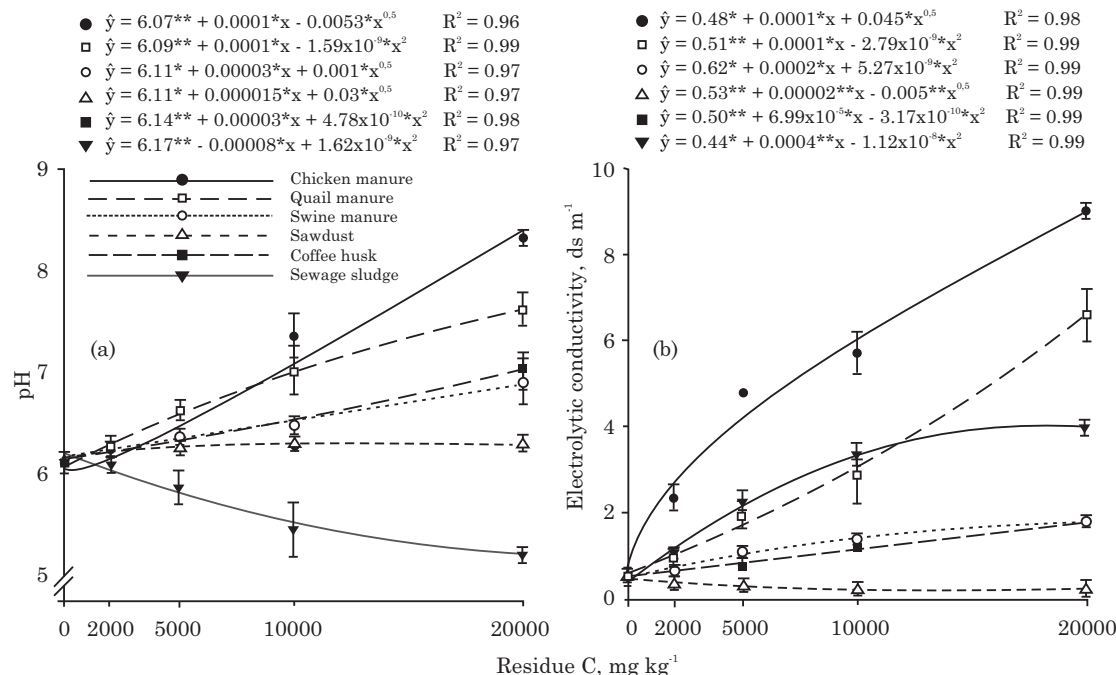 ŷ = 6.07** + 0.0001*x - 0.0053*x^0,5 R² = 0.96
ŷ = 6.09** + 0.0001*x - 1.59x10^-9*x² R² = 0.99
ŷ = 6.11* + 0.00003*x + 0.001*x^0,5 R² = 0.97
ŷ = 6.11* + 0.000015*x + 0.03*x^0,5 R² = 0.97
ŷ = 6.14** + 0.00003*x + 4.78x10^-10*x² R² = 0.98
ŷ = 6.17** - 0.00008*x + 1.62x10^-9*x² R² = 0.97
9
8
7
6
5
pH
(a)
Chicken manure
Quail manure
Swine manure
Sawdust
Coffee husk
Sewage sludge
0 2000 5000 10000 20000
ŷ = 0.48* + 0.0001*x + 0.045*x^0,5 R² = 0.98
ŷ = 0.51** + 0.0001*x - 2.79x10^-9*x² R² = 0.99
ŷ = 0.62* + 0.0002*x + 5.27x10^-9*x² R² = 0.99
ŷ = 0.53** + 0.00002**x - 0.005**x^0,5 R² = 0.99
ŷ = 0.50** + 6.99x10^-5*x - 3.17x10^-10*x² R² = 0.99
ŷ = 0.44* + 0.0004**x - 1.12x10^-8*x² R² = 0.99
10
8
6
4
2
0
Electrolytic conductivity, ds m^-1
(b)
0 2000 5000 10000 20000
Residue C, mg kg^-1